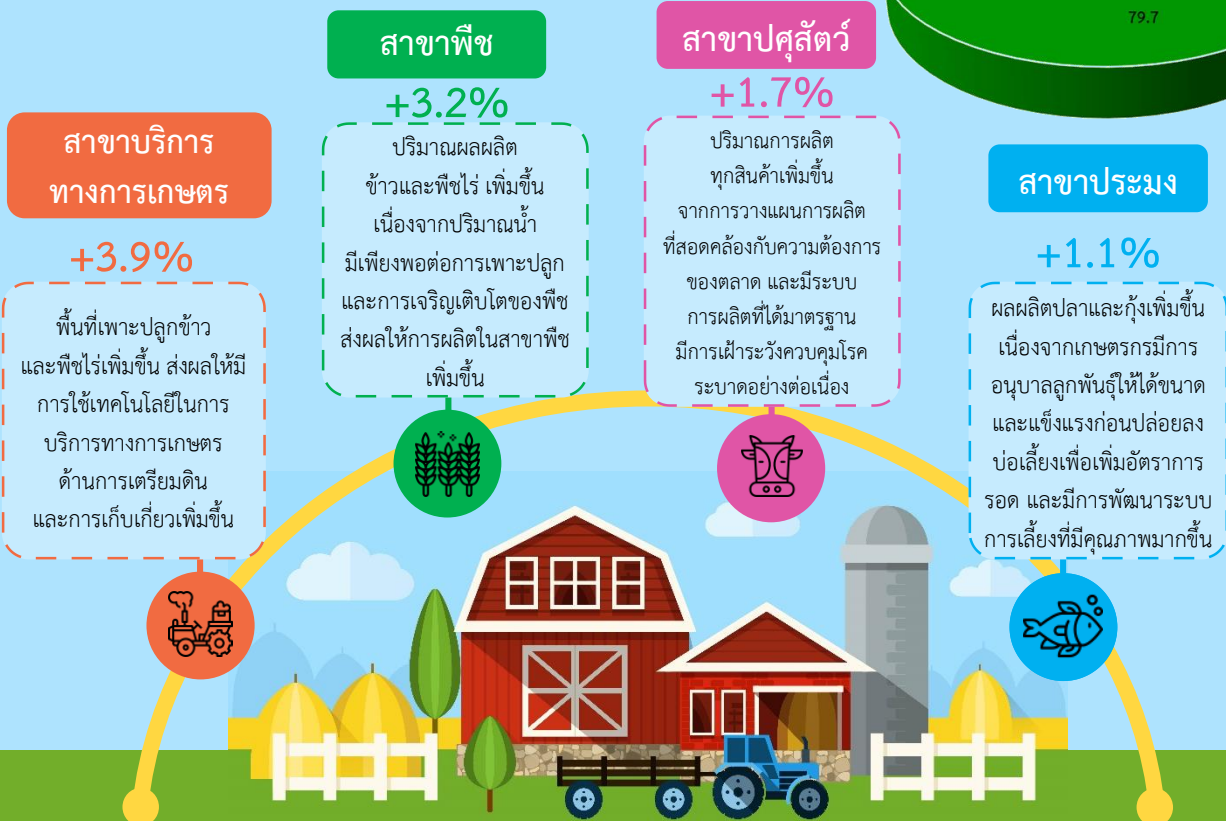 79.7
สาขาบริการ
ทางการเกษตร
+3.9%
พื้นที่เพาะปลูกข้าว
และพืชไร่เพิ่มขึ้น ส่งผลให้มี
การใช้เทคโนโลยีในการ
บริการทางการเกษตร
ด้านการเตรียมดิน
และการเก็บเกี่ยวเพิ่มขึ้น
สาขาพืช
+3.2%
ปริมาณผลผลิต
ข้าวและพืชไร่ เพิ่มขึ้น
เนื่องจากปริมาณน้ำ
มีเพียงพอต่อการเพาะปลูก
และการเจริญเติบโตของพืช
ส่งผลให้การผลิตในสาขาพืช
เพิ่มขึ้น
สาขาปศุสัตว์
+1.7%
ปริมาณการผลิต
ทุกสินค้าเพิ่มขึ้น
จากการวางแผนการผลิต
ที่สอดคล้องกับความต้องการ
ของตลาด และมีระบบ
การผลิตที่ได้มาตรฐาน
มีการเฝ้าระวังควบคุมโรค
ระบาดอย่างต่อเนื่อง
สาขาประมง
+1.1%
ผลผลิตปลาและกุ้งเพิ่มขึ้น
เนื่องจากเกษตรกรมีการ
อนุบาลลูกพันธุ์ให้ได้ขนาด
และแข็งแรงก่อนปล่อยลง
บ่อเลี้ยงเพื่อเพิ่มอัตราการ
รอด และมีการพัฒนาระบบ
การเลี้ยงที่มีคุณภาพมากขึ้น